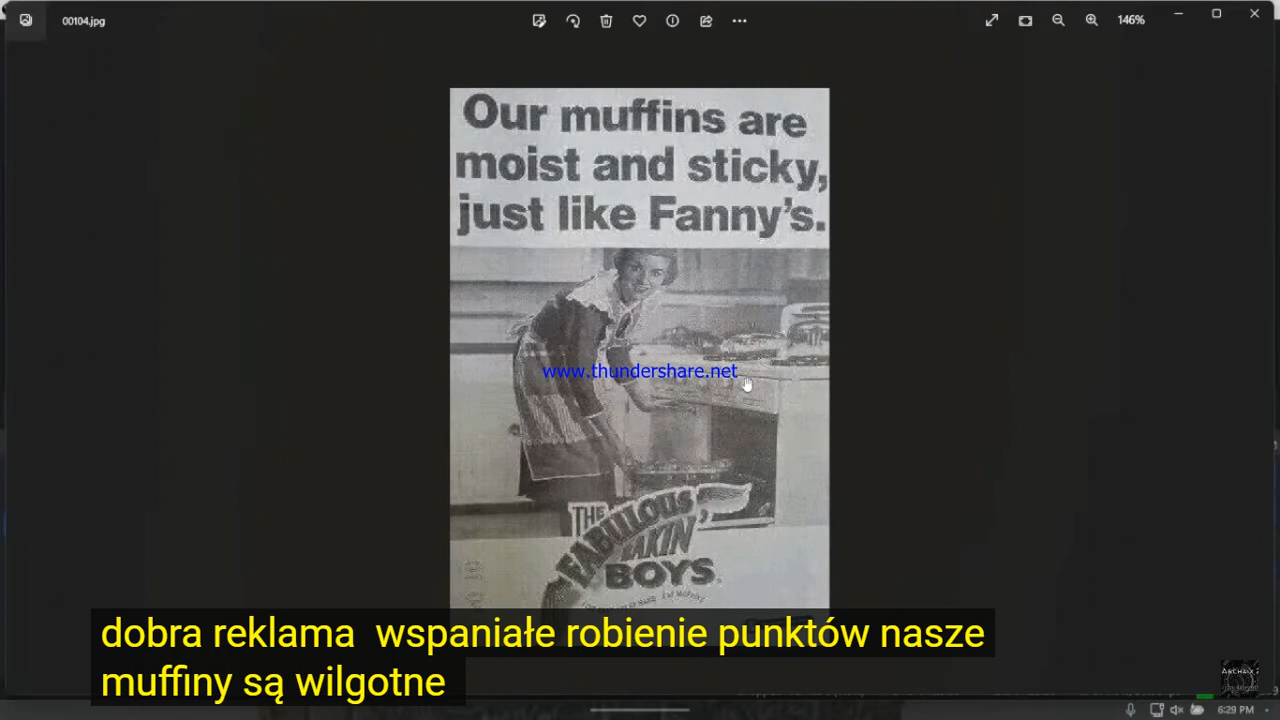 00104.jpg
146%
Our muffins are
moist and sticky,
just like Fanny's.
www.thundershare.net
THE
FABULOUS
BAKIN'
BOYS
dobra reklama wspaniałe robienie punktów nasze
muffiny są wilgotne
6:29 PM